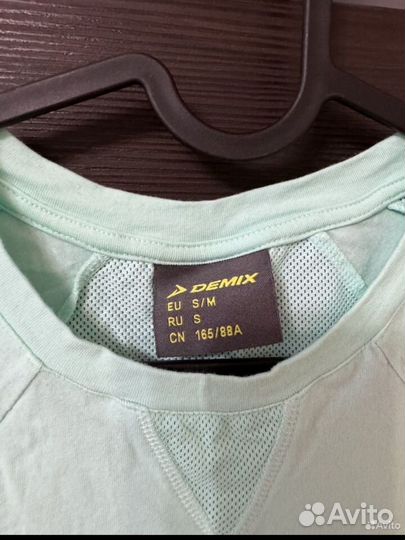 DEMIX
EU S/M
RU S
CN 165/88A
Avito